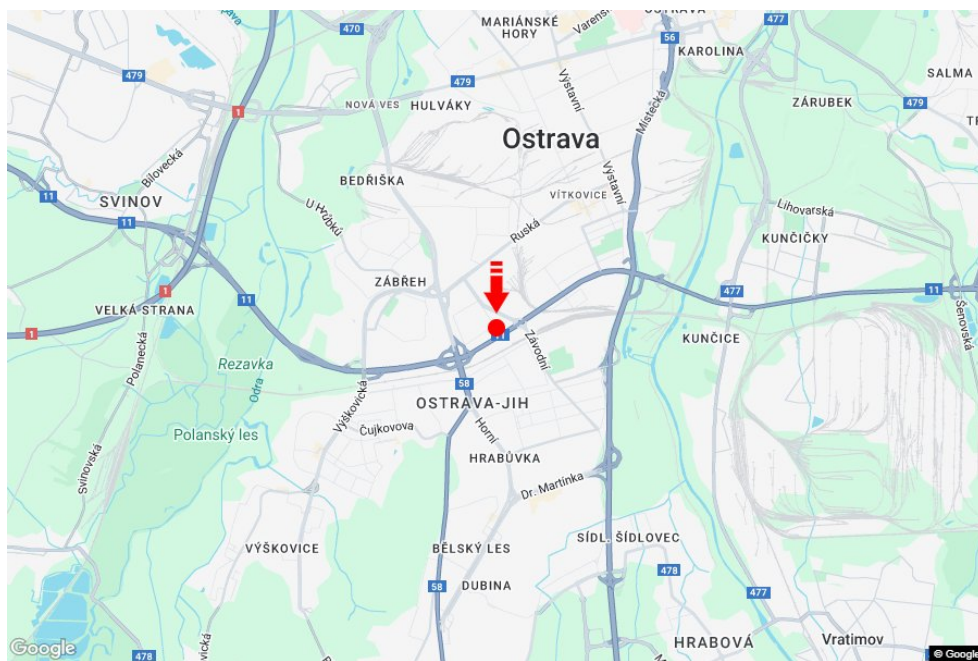 470
MARIÁNSKÉ
HORY
Varenská
OSTRAVA
477
56
KAROLINA
479
479
Výstavní
SALMA
1
NOVÁ VES
HULVÁKY
ZÁRUBEK
479
Místecká
Ostrava
Bílovecká
BEDŘIŠKA
Výstavní
VÍTKOVICE
SVINOV
11
11
U Hrůbků
Ruská
Lihovarská
KUNČIČKY
ZÁBŘEH
477
11
1
11
VELKÁ STRANA
1
11
Závodní
KUNČICE
Šenovská
Polanecká
Rezavka
Odra
58
OSTRAVA-JIH
Výškovická
Čujkovova
Horní
Polanský les
HRABŮVKA
Svinovská
Dr. Martínka
VÝŠKOVICE
BĚLSKÝ LES
SÍDL. ŠÍDLOVEC
58
DUBINA
478
477
HRABOVÁ
Vratimov
478
Google
© Google